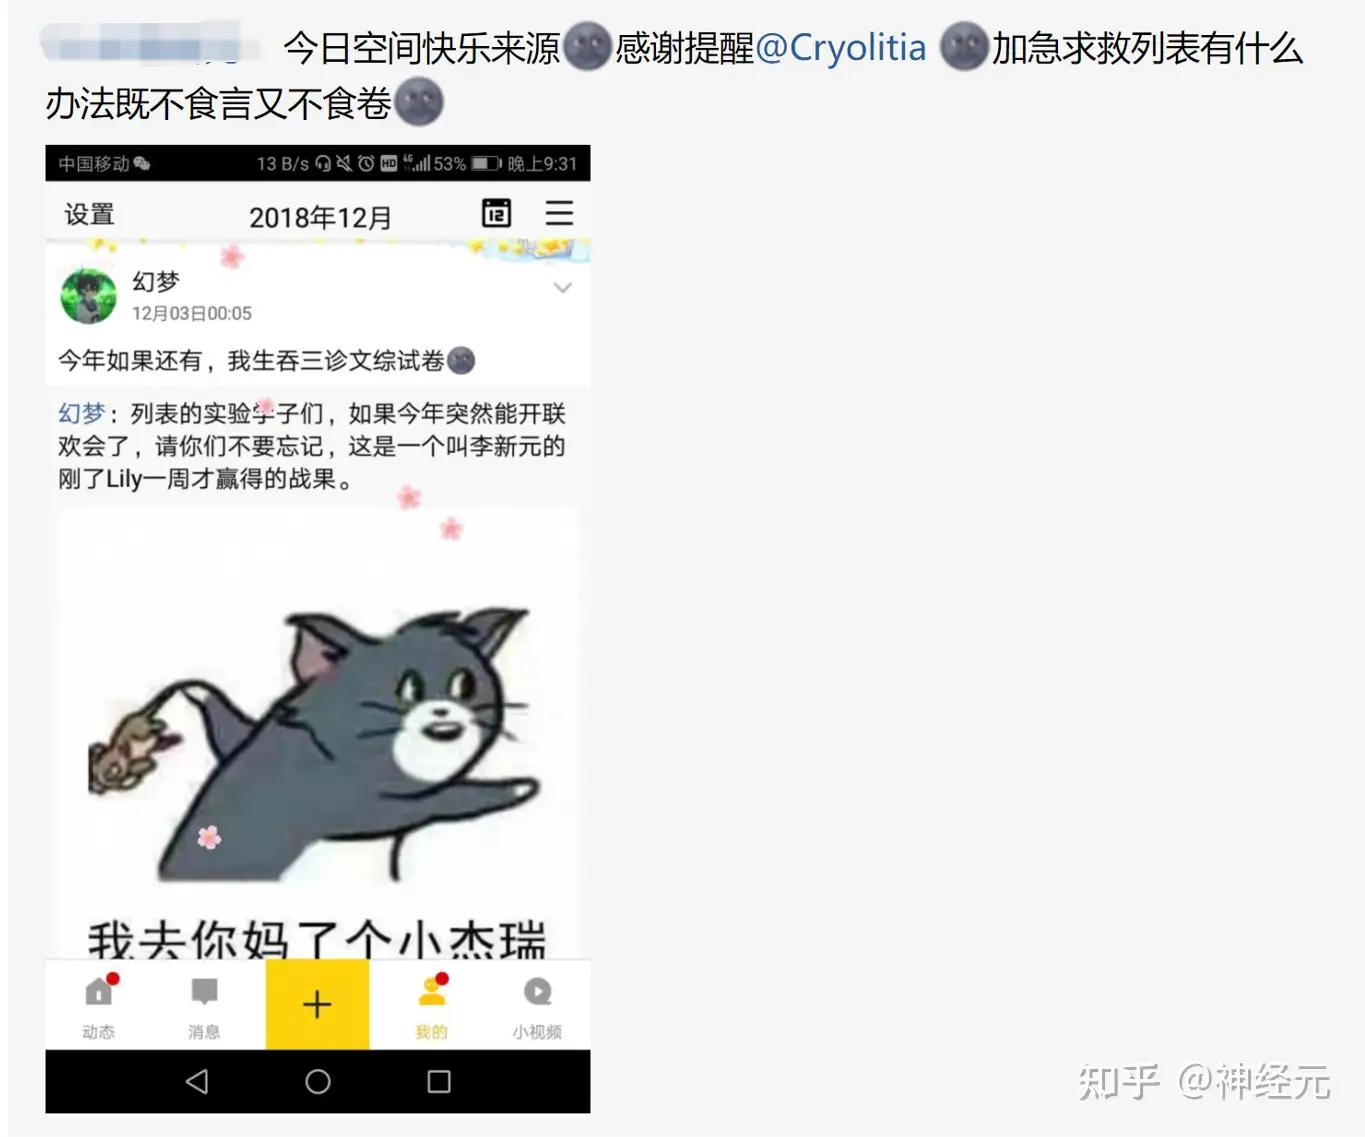 今日空间快乐来源感谢提醒@Cryolitia 加急求救列表有什么
办法既不食言又不食卷
中国移动 13 B/s HD 4G 53% 晚上9:31
设置 2018年12月 12
幻梦
12月03日00:05
今年如果还有，我生吞三诊文综试卷
幻梦：列表的实验学子们，如果今年突然能开联
欢会了，请你们不要忘记，这是一个叫李新元的
刚了Lily一周才赢得的战果。
我去你妈了个小杰瑞
动态 消息 我的 小视频
知乎 @神经元